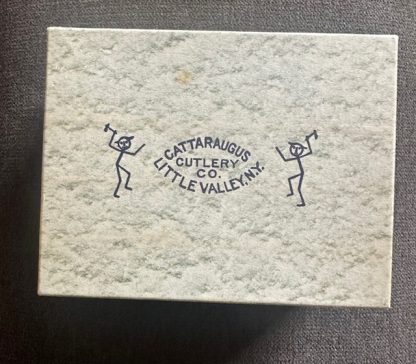 CATTARAUGUS
CUTLERY
CO.
LITTLE VALLEY, N.Y.